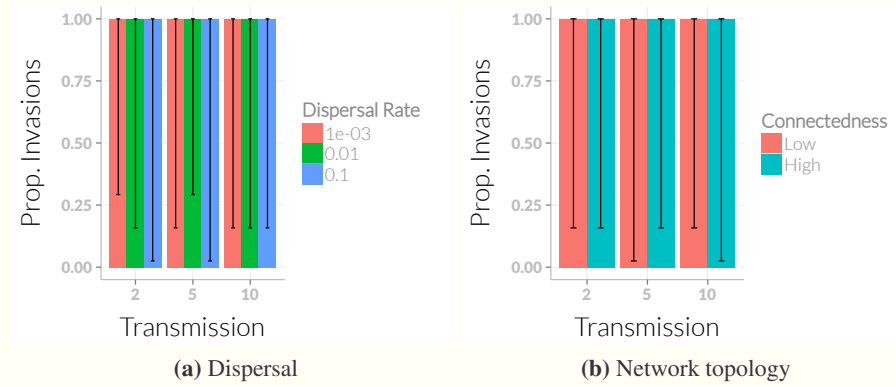 Prop. Invasions
1.00
0.75
0.50
0.25
0.00
2 5 10
Transmission
Dispersal Rate
1e-03
0.01
0.1
(a) Dispersal
Prop. Invasions
1.00
0.75
0.50
0.25
0.00
2 5 10
Transmission
Connectedness
Low
High
(b) Network topology